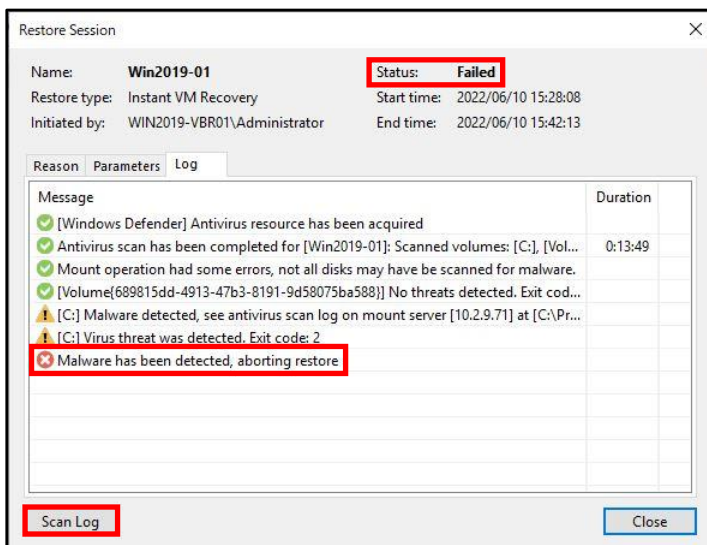 Restore Session
Name: Win2019-01 Status: Failed
Restore type: Instant VM Recovery Start time: 2022/06/10 15:28:08
Initiated by: WIN2019-VBR01\Administrator End time: 2022/06/10 15:42:13
Reason Parameters Log
Message Duration
[Windows Defender] Antivirus resource has been acquired
Antivirus scan has been completed for [Win2019-01]: Scanned volumes: [C:], [Vol... 0:13:49
Mount operation had some errors, not all disks may have be scanned for malware.
[Volume{689815dd-4913-47b3-8191-9d58075ba588}] No threats detected. Exit cod...
[C:] Malware detected, see antivirus scan log on mount server [10.2.9.71] at [C:\Pr...
[C:] Virus threat was detected. Exit code: 2
Malware has been detected, aborting restore
Scan Log Close